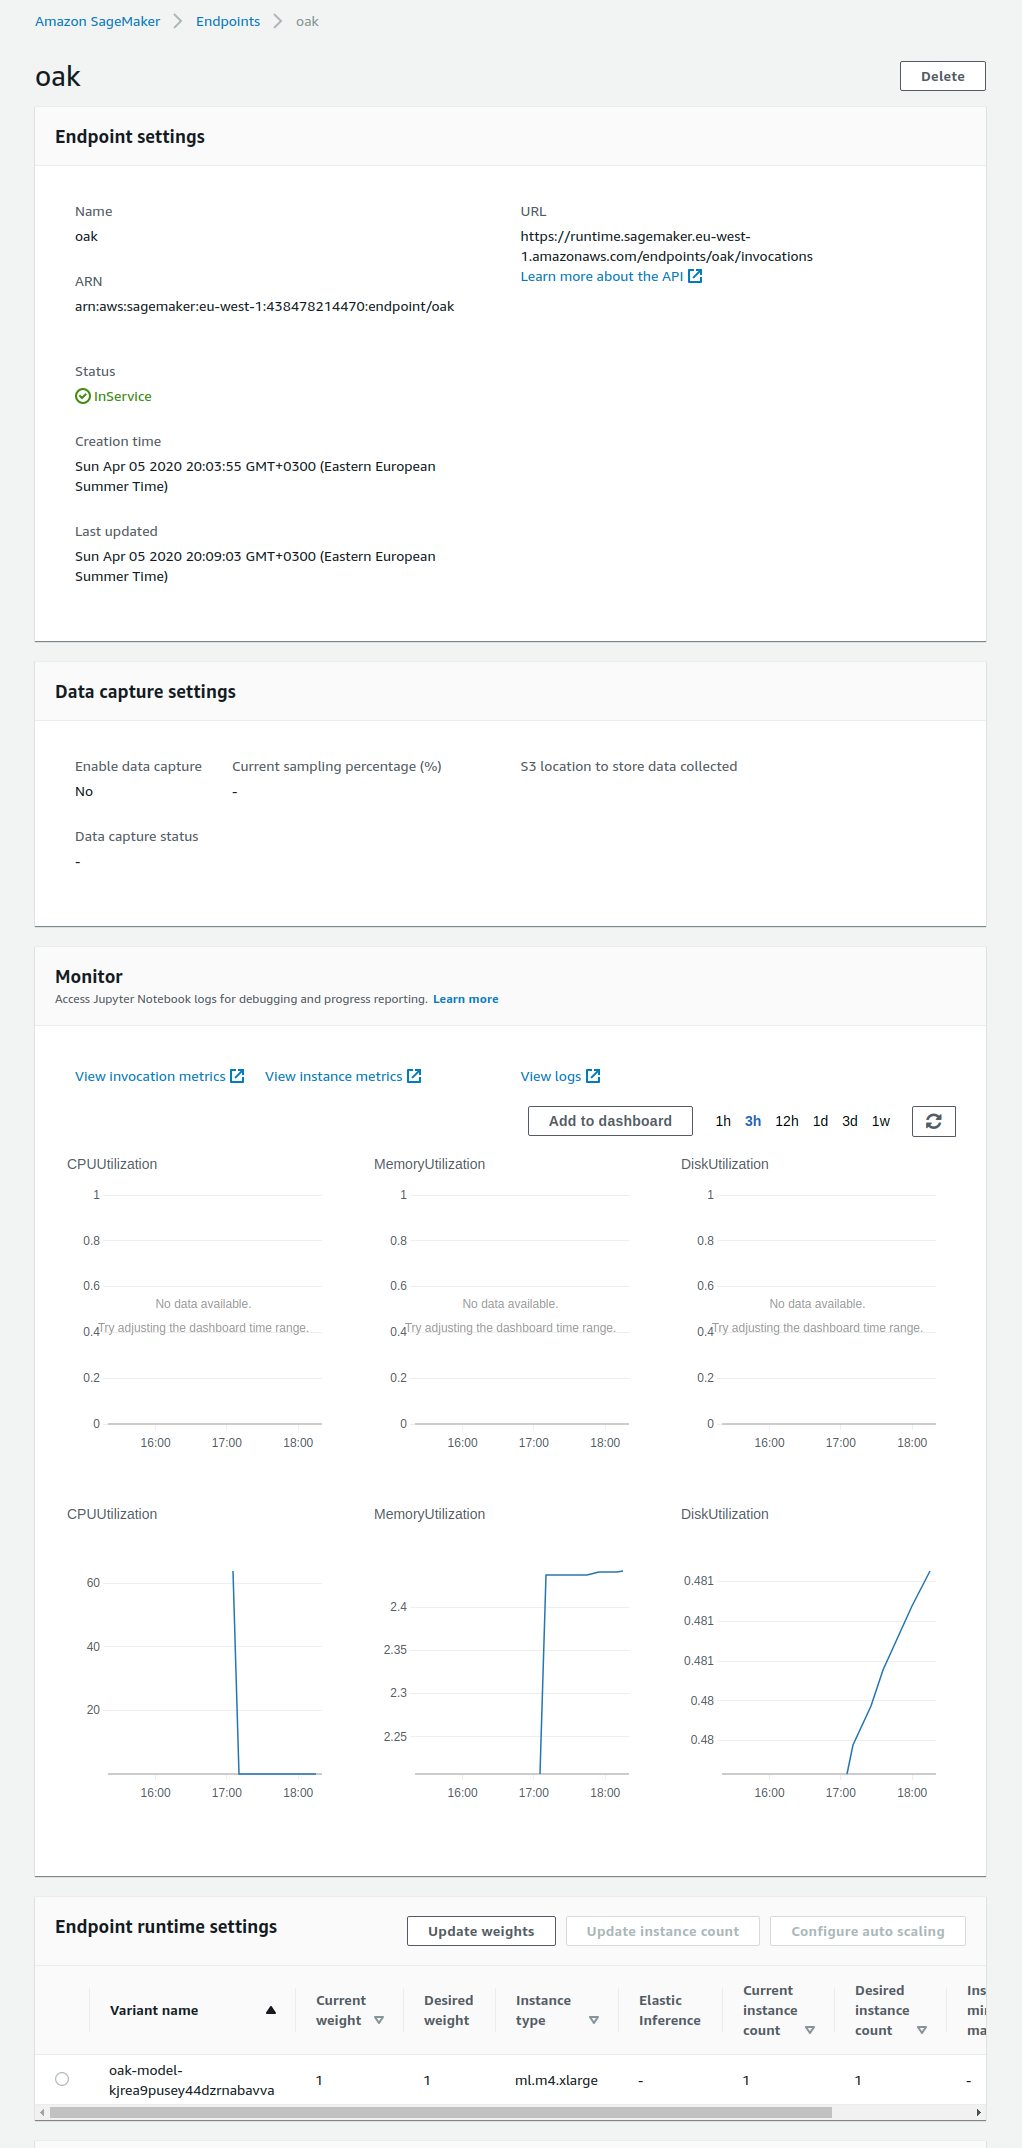 Amazon SageMaker > Endpoints > oak
oak
Delete
Endpoint settings
Name
oak
URL
https://runtime.sagemaker.eu-west-
1.amazonaws.com/endpoints/oak/invocations
Learn more about the API
ARN
arn:aws:sagemaker:eu-west-1:438478214470:endpoint/oak
Status
InService
Creation time
Sun Apr 05 2020 20:03:55 GMT+0300 (Eastern European
Summer Time)
Last updated
Sun Apr 05 2020 20:09:03 GMT+0300 (Eastern European
Summer Time)
Data capture settings
Enable data capture
No
Current sampling percentage (%)
-
S3 location to store data collected
Data capture status
-
Monitor
Access Jupyter Notebook logs for debugging and progress reporting. Learn more
View invocation metrics View instance metrics View logs
Add to dashboard 1h 3h 12h 1d 3d 1w
CPUUtilization
1
0.8
0.6
No data available.
0.4 Try adjusting the dashboard time range.
0.2
0
16:00 17:00 18:00
MemoryUtilization
1
0.8
0.6
No data available.
0.4 Try adjusting the dashboard time range.
0.2
0
16:00 17:00 18:00
DiskUtilization
1
0.8
0.6
No data available.
0.4 Try adjusting the dashboard time range.
0.2
0
16:00 17:00 18:00
CPUUtilization
60
40
20
16:00 17:00 18:00
MemoryUtilization
2.4
2.35
2.3
2.25
16:00 17:00 18:00
DiskUtilization
0.481
0.481
0.481
0.48
0.48
16:00 17:00 18:00
Endpoint runtime settings
Update weights Update instance count Configure auto scaling
Variant name
Current
weight
Desired
weight
Instance
type
Elastic
Inference
Current
instance
count
Desired
instance
count
Ins
mi
ma
oak-model-
kjrea9pusey44dzrnabavva
1 1 ml.m4.xlarge - 1 1 -